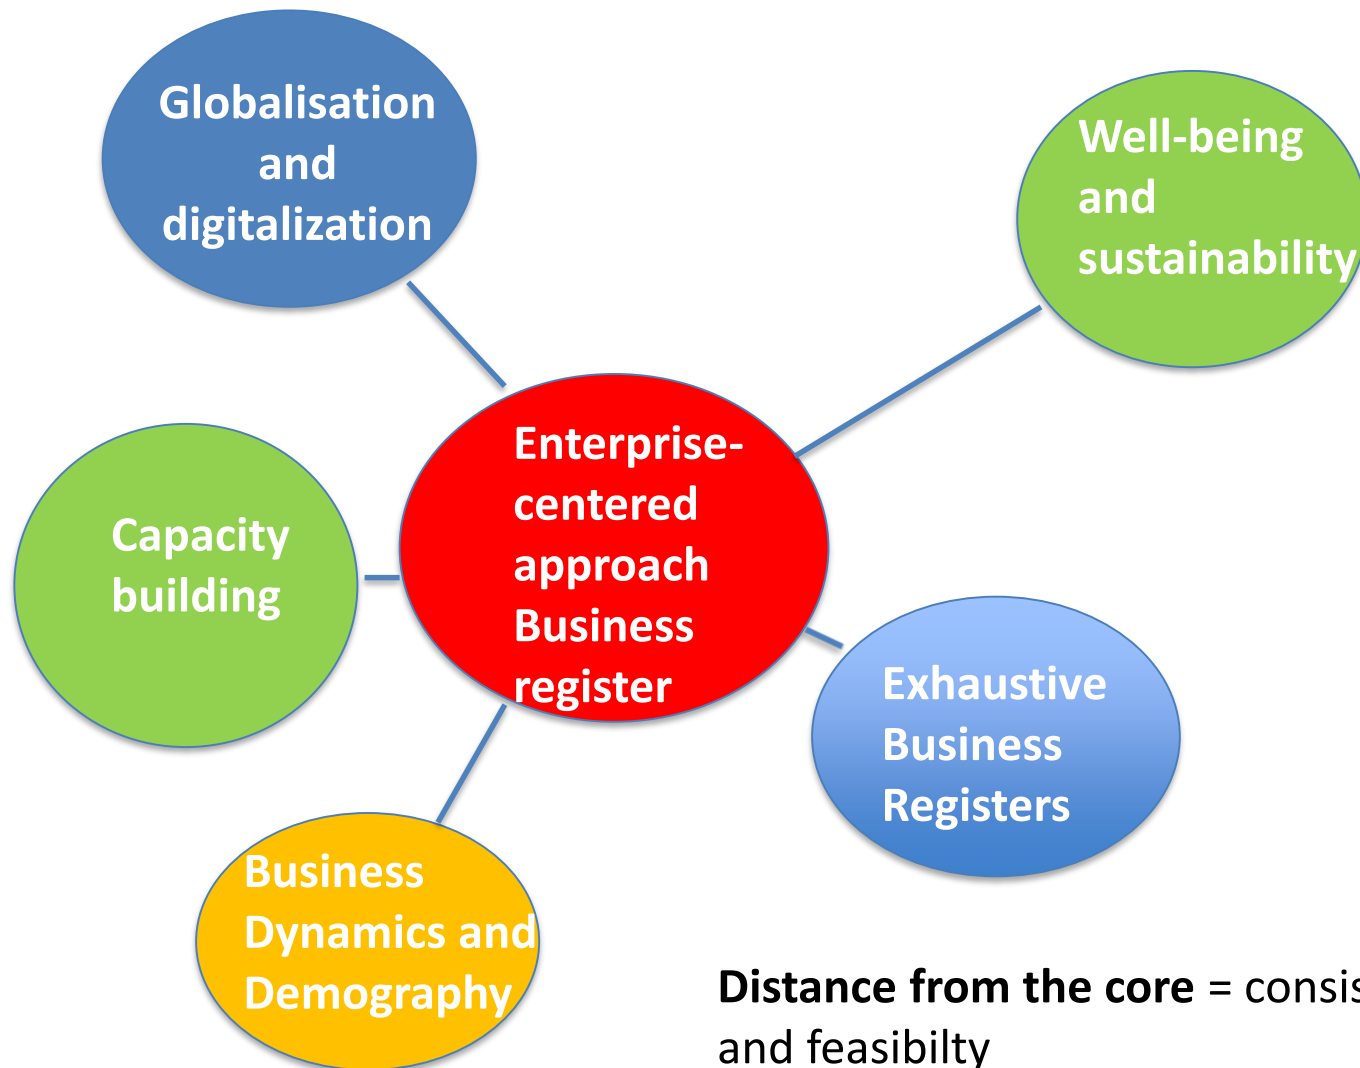 Globalisation
and
digitalization
Well-being
and
sustainability
Enterprise-
centered
approach
Business
register
Capacity
building
Exhaustive
Business
Registers
Business
Dynamics and
Demography
Distance from the core =
and feasibilty